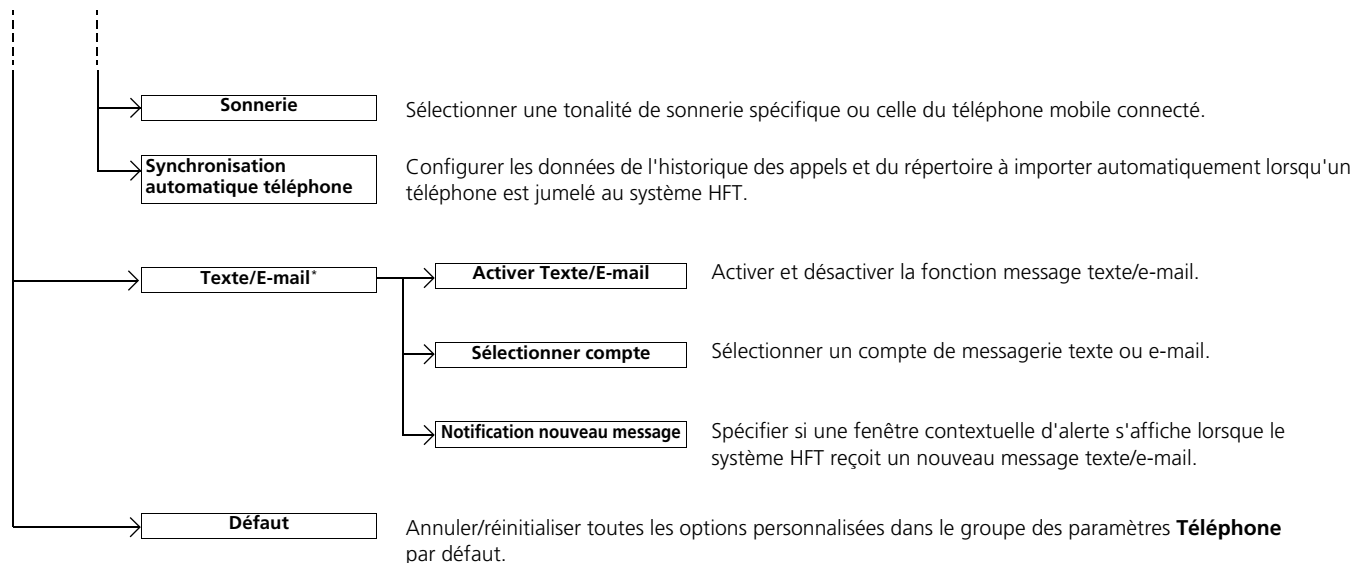 Sonnerie
Sélectionner une tonalité de sonnerie spécifique ou celle du téléphone mobile connecté.
Synchronisation
automatique téléphone
Configurer les données de l'historique des appels et du répertoire à importer automatiquement lorsqu'un
téléphone est jumelé au système HFT.
Texte/E-mail*
Activer Texte/E-mail
Activer et désactiver la fonction message texte/e-mail.
Sélectionner compte
Sélectionner un compte de messagerie texte ou e-mail.
Notification nouveau message
Spécifier si une fenêtre contextuelle d'alerte s'affiche lorsque le
système HFT reçoit un nouveau message texte/e-mail.
Défaut
Annuler/réinitialiser toutes les options personnalisées dans le groupe des paramètres Téléphone
par défaut.